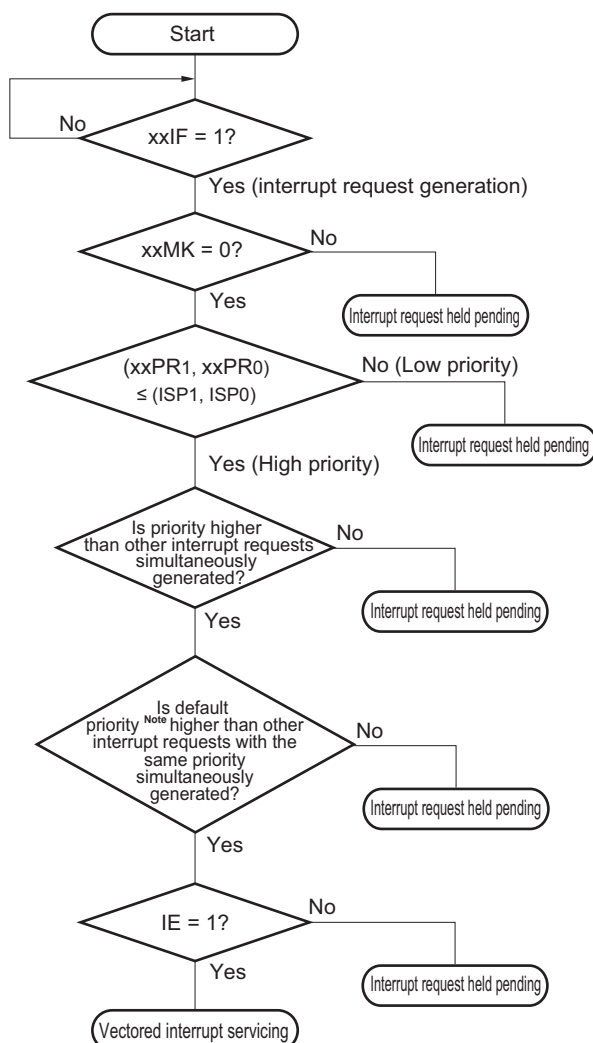 Start
No
xxIF = 1?
Yes (interrupt request generation)
xxMK = 0?
No
Interrupt request held pending
Yes
(xxPR1, xxPR0)
≤ (ISP1, ISP0)
No (Low priority)
Interrupt request held pending
Yes (High priority)
Is priority higher
than other interrupt requests
simultaneously
generated?
No
Interrupt request held pending
Yes
Is default
priority Note higher than other
interrupt requests with the
same priority
simultaneously
generated?
No
Interrupt request held pending
Yes
IE = 1?
No
Interrupt request held pending
Yes
Vectored interrupt servicing